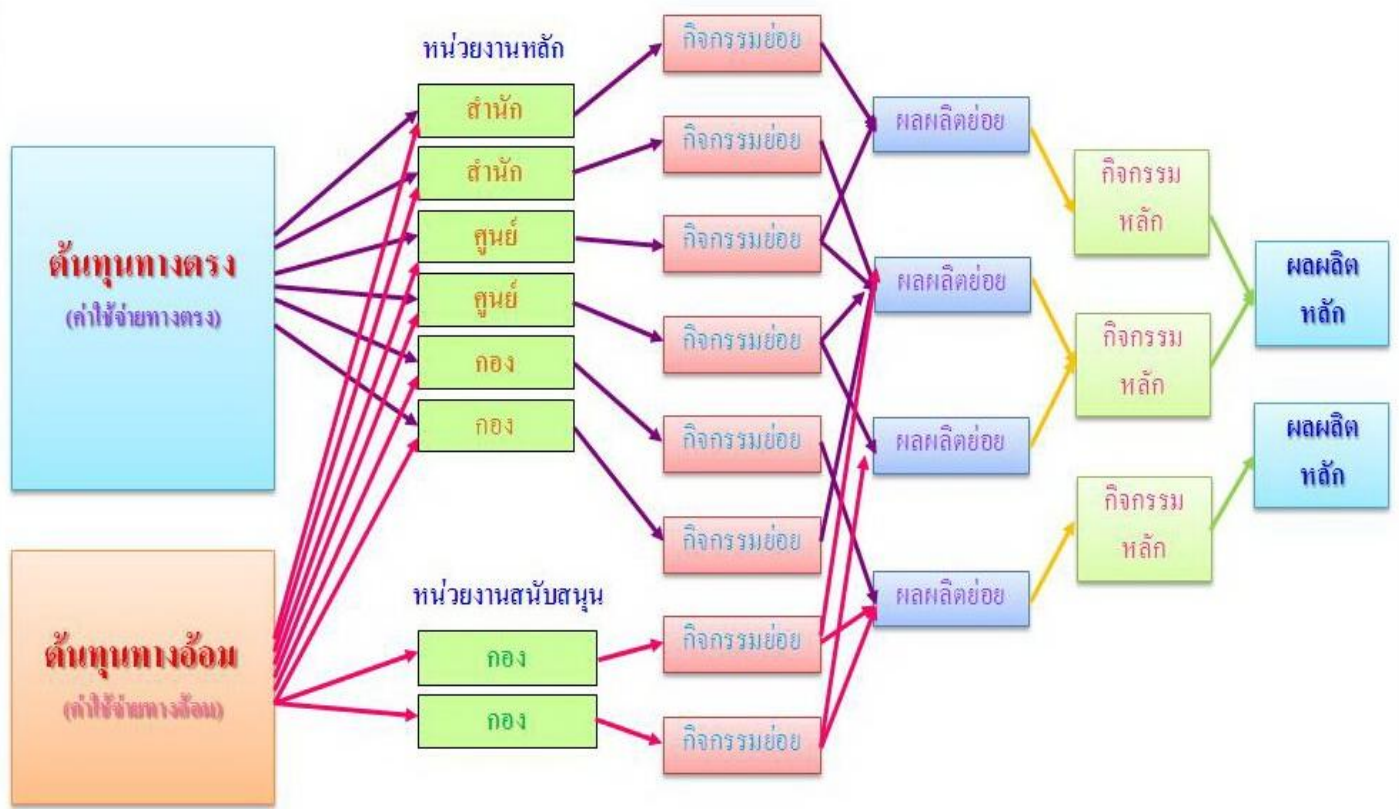 ต้นทุนทางตรง
(ค่าใช้จ่ายทางตรง)
ต้นทุนทางอ้อม
(ค่าใช้จ่ายทางอ้อม)
หน่วยงานหลัก
สำนัก
สำนัก
ศูนย์
ศูนย์
กอง
กอง
หน่วยงานสนับสนุน
กอง
กอง
กิจกรรมย่อย
กิจกรรมย่อย
กิจกรรมย่อย
กิจกรรมย่อย
กิจกรรมย่อย
กิจกรรมย่อย
กิจกรรมย่อย
กิจกรรมย่อย
ผลผลิตย่อย
ผลผลิตย่อย
ผลผลิตย่อย
ผลผลิตย่อย
กิจกรรม
หลัก
กิจกรรม
หลัก
กิจกรรม
หลัก
ผลผลิต
หลัก
ผลผลิต
หลัก